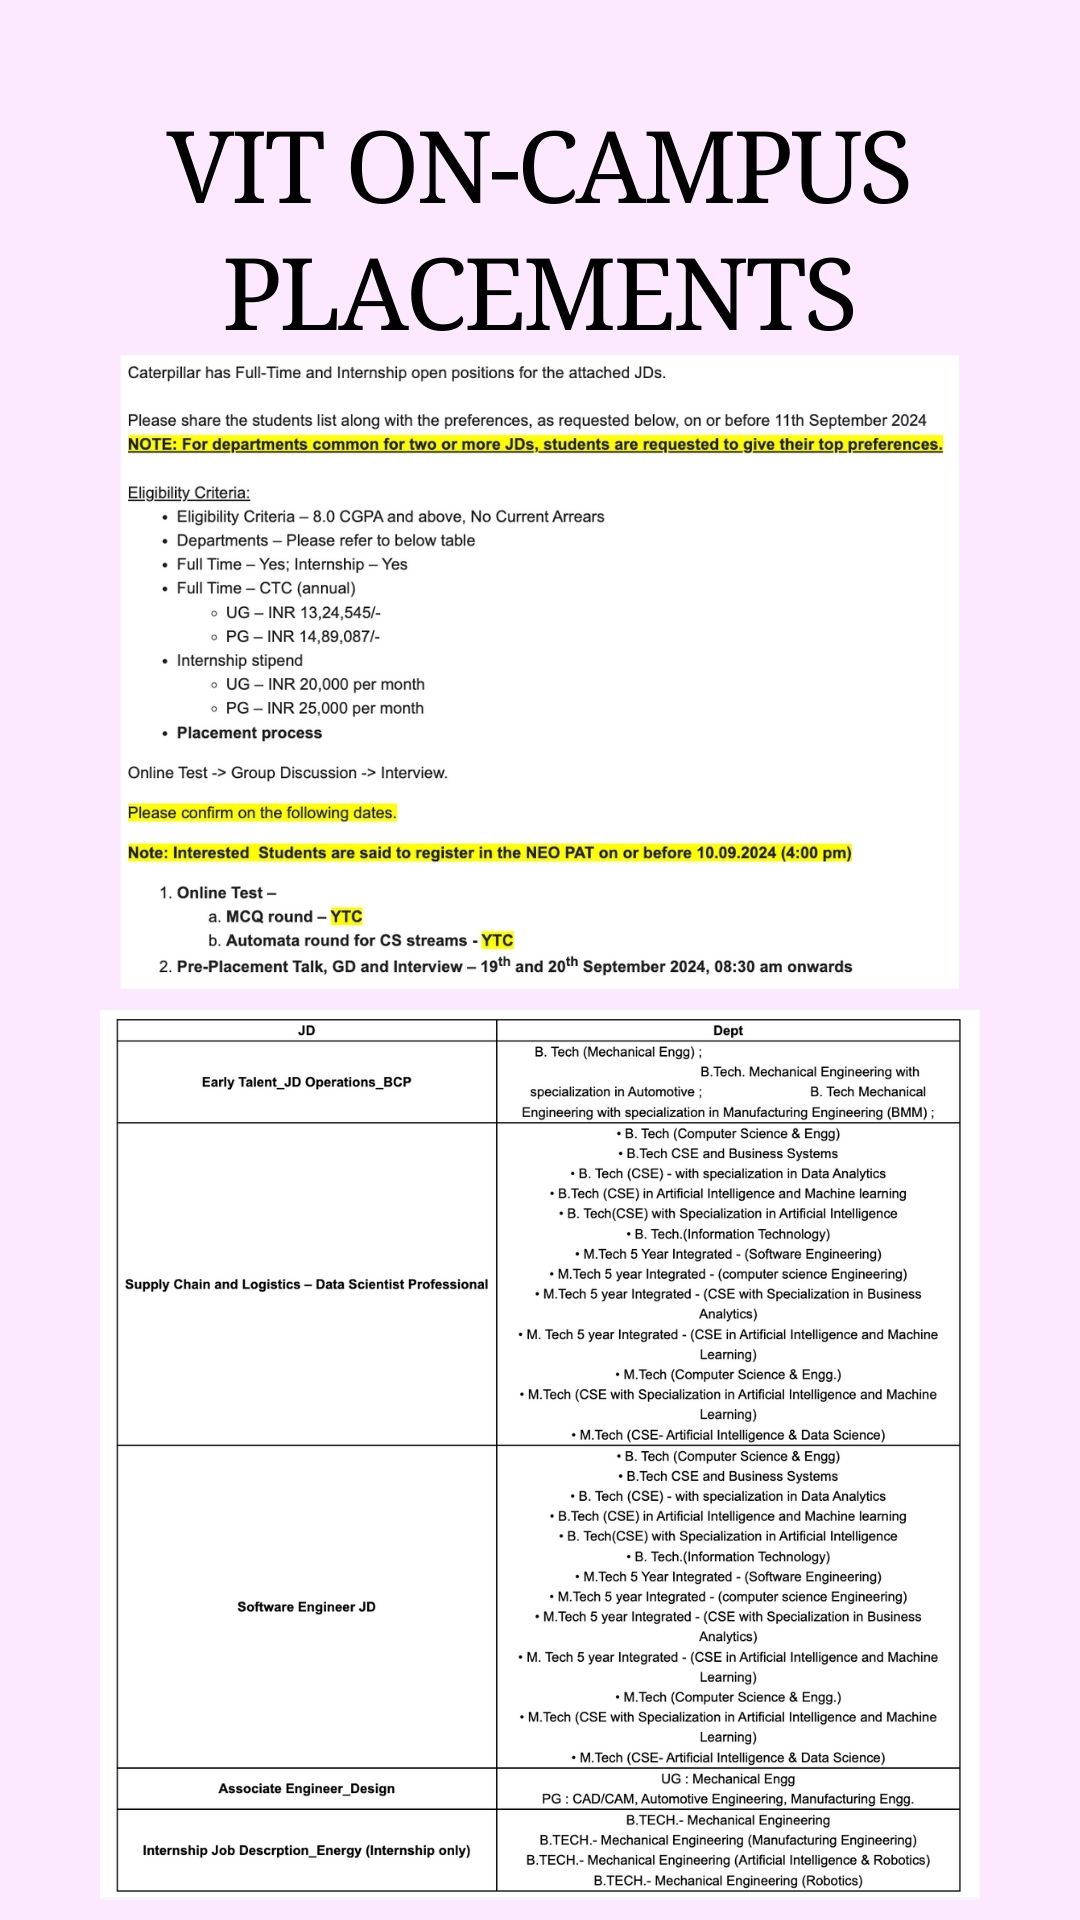 VIT ON-CAMPUS
PLACEMENTS
Caterpillar has Full-Time and Internship open positions for the attached JDs.
Please share the students list along with the preferences, as requested below, on or before 11th September 2024
NOTE: For departments common for two or more JDs, students are requested to give their top preferences.
Eligibility Criteria:
• Eligibility Criteria – 8.0 CGPA and above, No Current Arrears
• Departments – Please refer to below table
• Full Time – Yes; Internship – Yes
• Full Time – CTC (annual)
◦ UG – INR 13,24,545/-
◦ PG – INR 14,89,087/-
• Internship stipend
◦ UG – INR 20,000 per month
◦ PG – INR 25,000 per month
• Placement process
Online Test -> Group Discussion -> Interview.
Please confirm on the following dates.
Note: Interested  Students are said to register in the NEO PAT on or before 10.09.2024 (4:00 pm)
1. Online Test –
a. MCQ round – YTC
b. Automata round for CS streams - YTC
2. Pre-Placement Talk, GD and Interview – 19th and 20th September 2024, 08:30 am onwards
JD
Dept
Early Talent_JD Operations_BCP
B. Tech (Mechanical Engg) ;
B.Tech. Mechanical Engineering with
specialization in Automotive ; B. Tech Mechanical
Engineering with specialization in Manufacturing Engineering (BMM) ;
Supply Chain and Logistics – Data Scientist Professional
• B. Tech (Computer Science & Engg)
• B.Tech CSE and Business Systems
• B. Tech (CSE) - with specialization in Data Analytics
• B.Tech (CSE) in Artificial Intelligence and Machine learning
• B. Tech(CSE) with Specialization in Artificial Intelligence
• B. Tech.(Information Technology)
• M.Tech 5 Year Integrated - (Software Engineering)
• M.Tech 5 year Integrated - (computer science Engineering)
• M.Tech 5 year Integrated - (CSE with Specialization in Business
Analytics)
• M. Tech 5 year Integrated - (CSE in Artificial Intelligence and Machine
Learning)
• M.Tech (Computer Science & Engg.)
• M.Tech (CSE with Specialization in Artificial Intelligence and Machine
Learning)
• M.Tech (CSE- Artificial Intelligence & Data Science)
Software Engineer JD
• B. Tech (Computer Science & Engg)
• B.Tech CSE and Business Systems
• B. Tech (CSE) - with specialization in Data Analytics
• B.Tech (CSE) in Artificial Intelligence and Machine learning
• B. Tech(CSE) with Specialization in Artificial Intelligence
• B. Tech.(Information Technology)
• M.Tech 5 Year Integrated - (Software Engineering)
• M.Tech 5 year Integrated - (computer science Engineering)
• M.Tech 5 year Integrated - (CSE with Specialization in Business
Analytics)
• M. Tech 5 year Integrated - (CSE in Artificial Intelligence and Machine
Learning)
• M.Tech (Computer Science & Engg.)
• M.Tech (CSE with Specialization in Artificial Intelligence and Machine
Learning)
• M.Tech (CSE- Artificial Intelligence & Data Science)
Associate Engineer_Design
UG : Mechanical Engg
PG : CAD/CAM, Automotive Engineering, Manufacturing Engg.
Internship Job Descrption_Energy (Internship only)
B.TECH.- Mechanical Engineering
B.TECH.- Mechanical Engineering (Manufacturing Engineering)
B.TECH.- Mechanical Engineering (Artificial Intelligence & Robotics)
B.TECH.- Mechanical Engineering (Robotics)